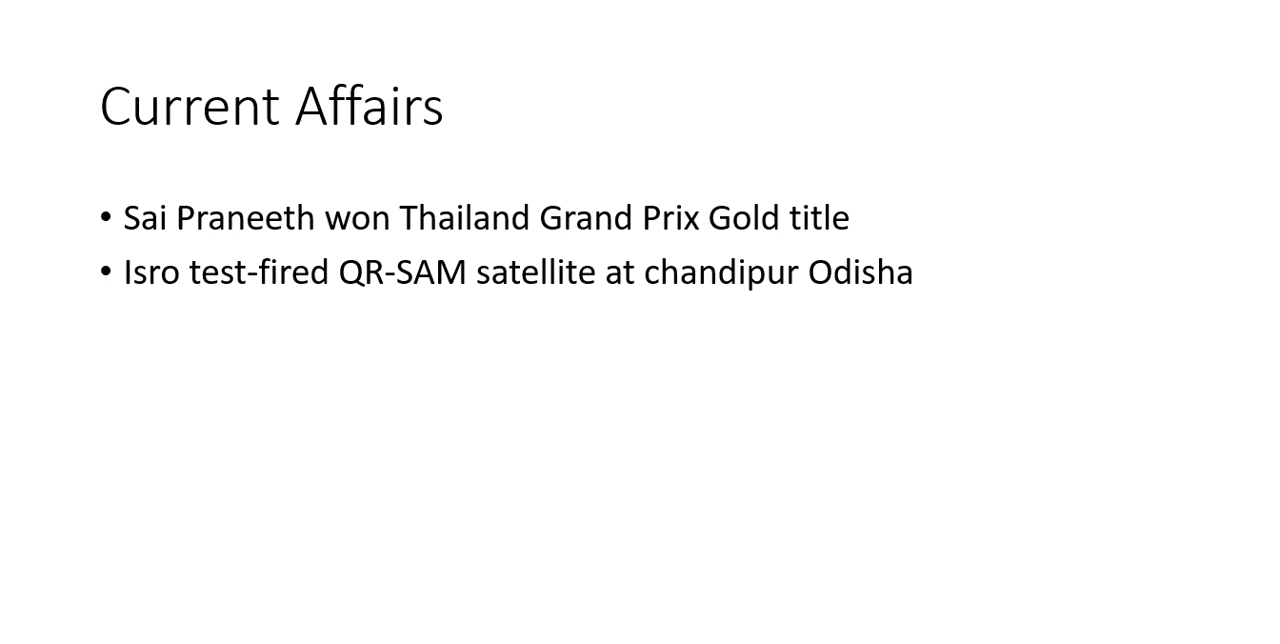 Current Affairs
• Sai Praneeth won Thailand Grand Prix Gold title
• Isro test-fired QR-SAM satellite at chandipur Odisha